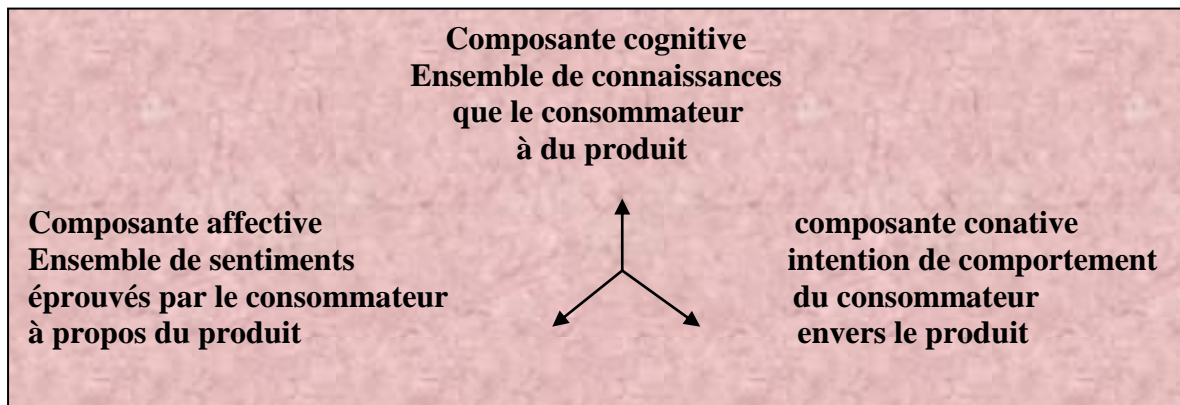 Composante cognitive
Ensemble de connaissances
que le consommateur
à du produit
Composante affective
Ensemble de sentiments
éprouvés par le consommateur
à propos du produit
composante conative
intention de comportement
du consommateur
envers le produit